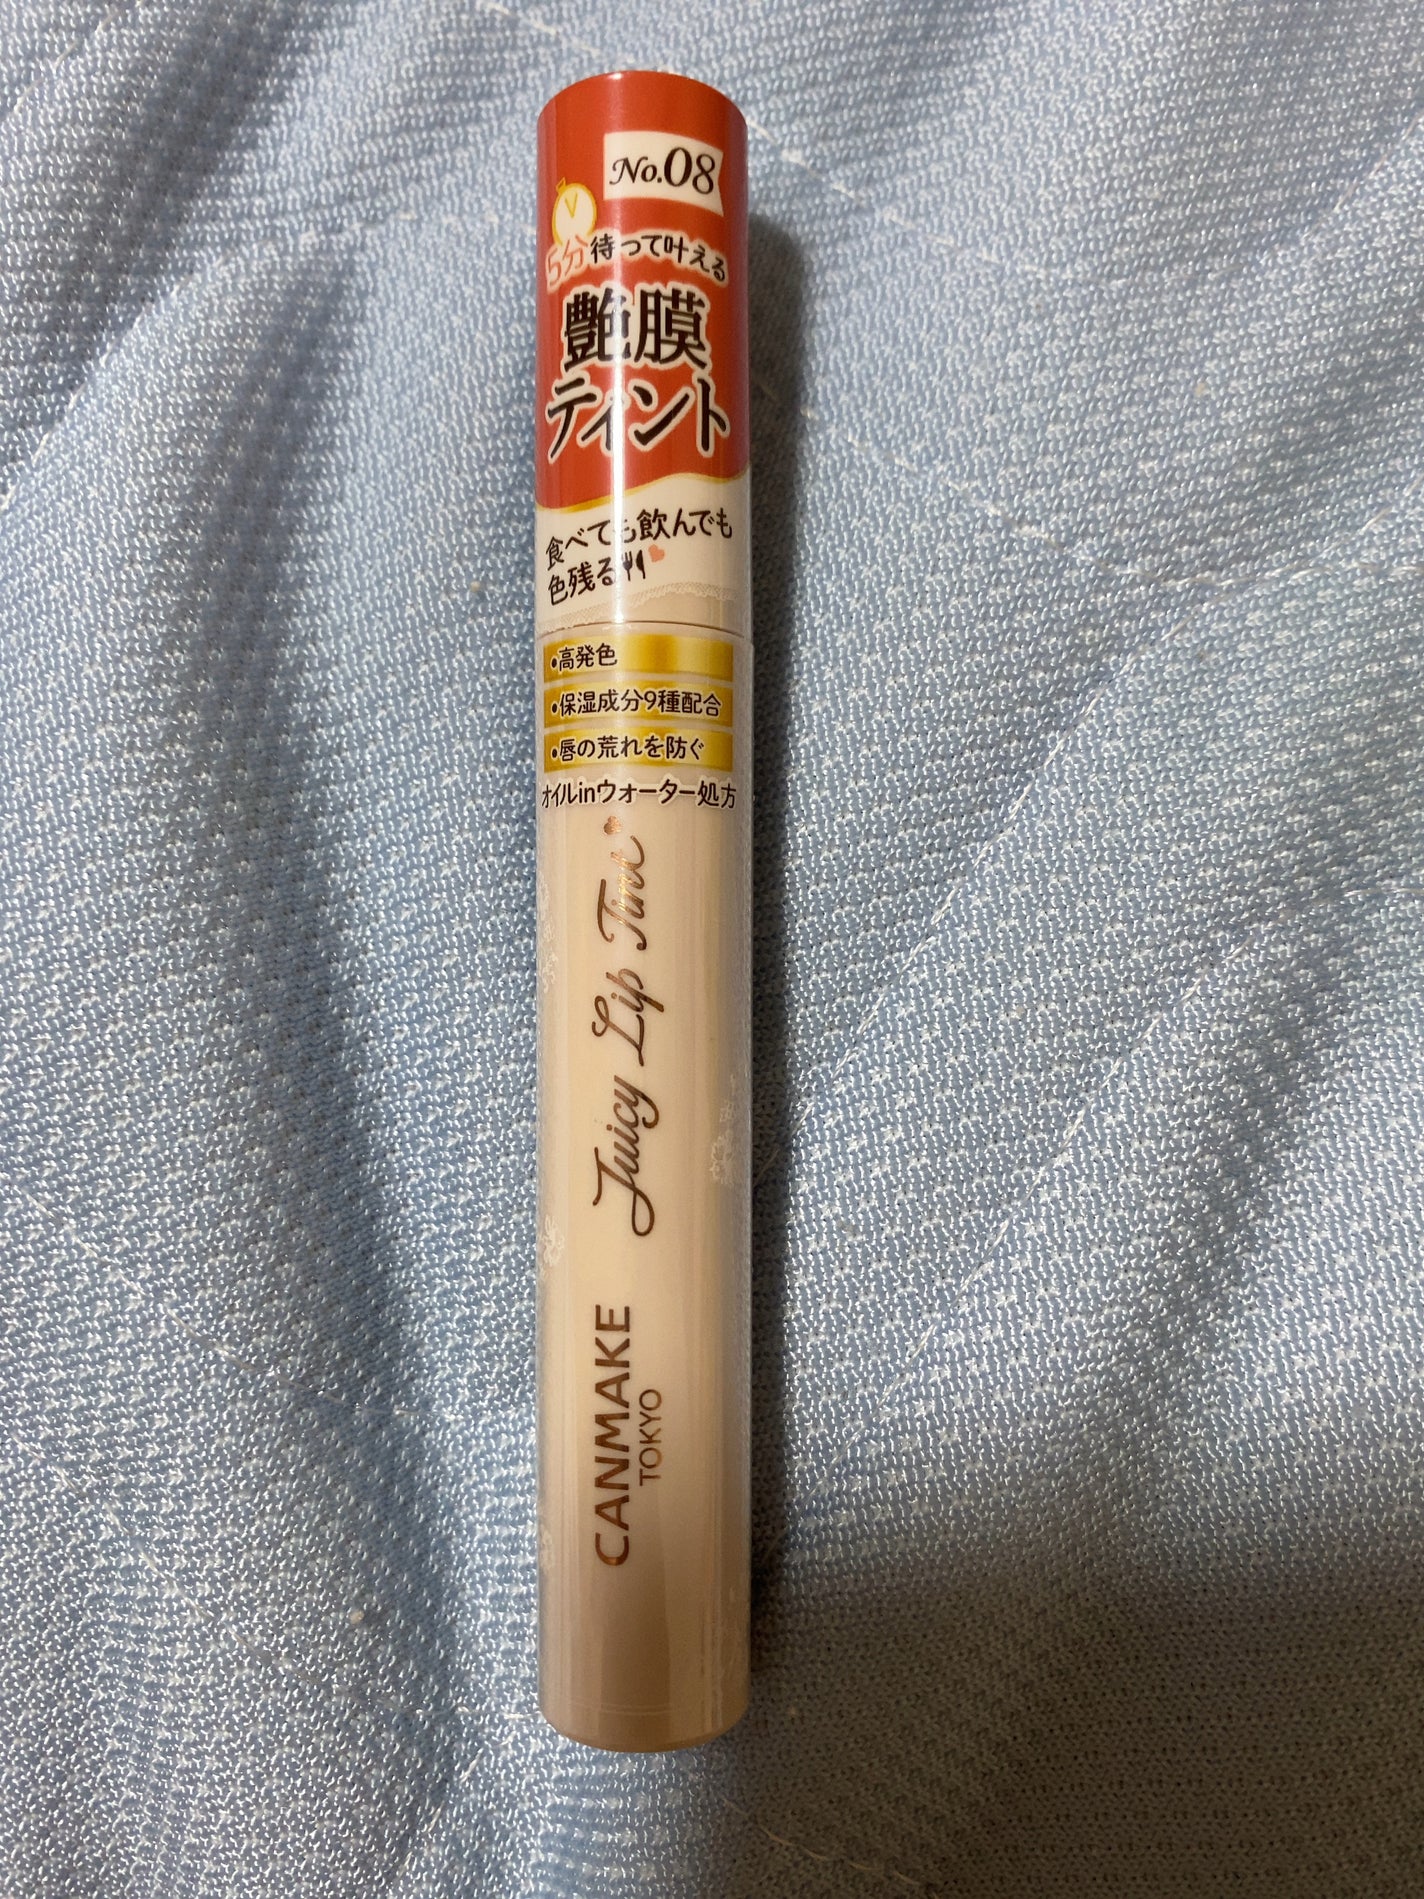 No.08
5分待って叶える
艶膜
ティント
食べても飲んでも
色残る
•高発色
•保湿成分9種配合
•唇の荒れを防ぐ
オイルinウォーター処方
Juicy Lip Tint
CANMAKE
TOKYO